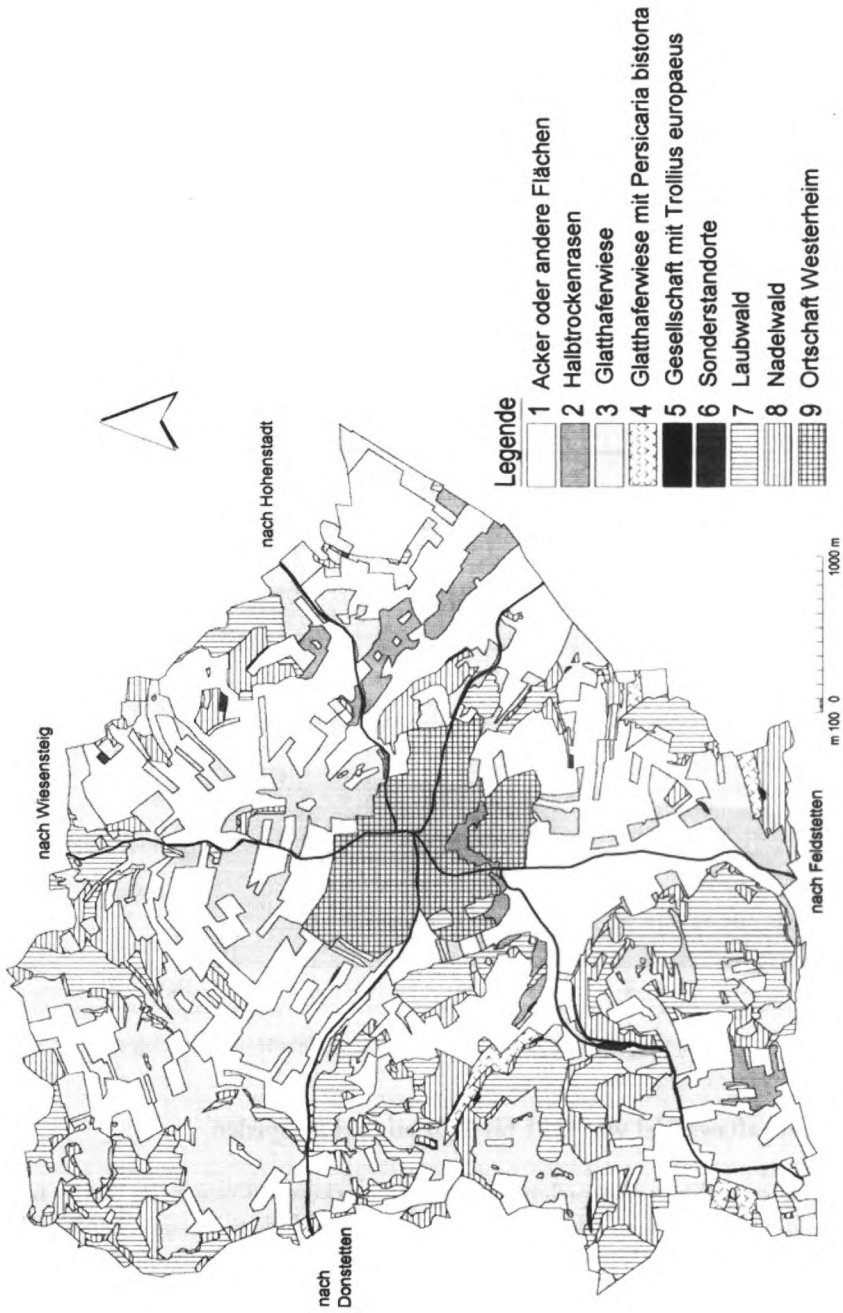 nach Wiesensteig
nach Hohenstadt
nach
Donstetten
nach Feldstetten
m 100 0 1000 m
Legende
1 Acker oder andere Flächen
2 Halbtrockenrasen
3 Glatthaferwiese
4 Glatthaferwiese mit Persicaria bistorta
5 Gesellschaft mit Trollius europaeus
6 Sonderstandorte
7 Laubwald
8 Nadelwald
9 Ortschaft Westerheim